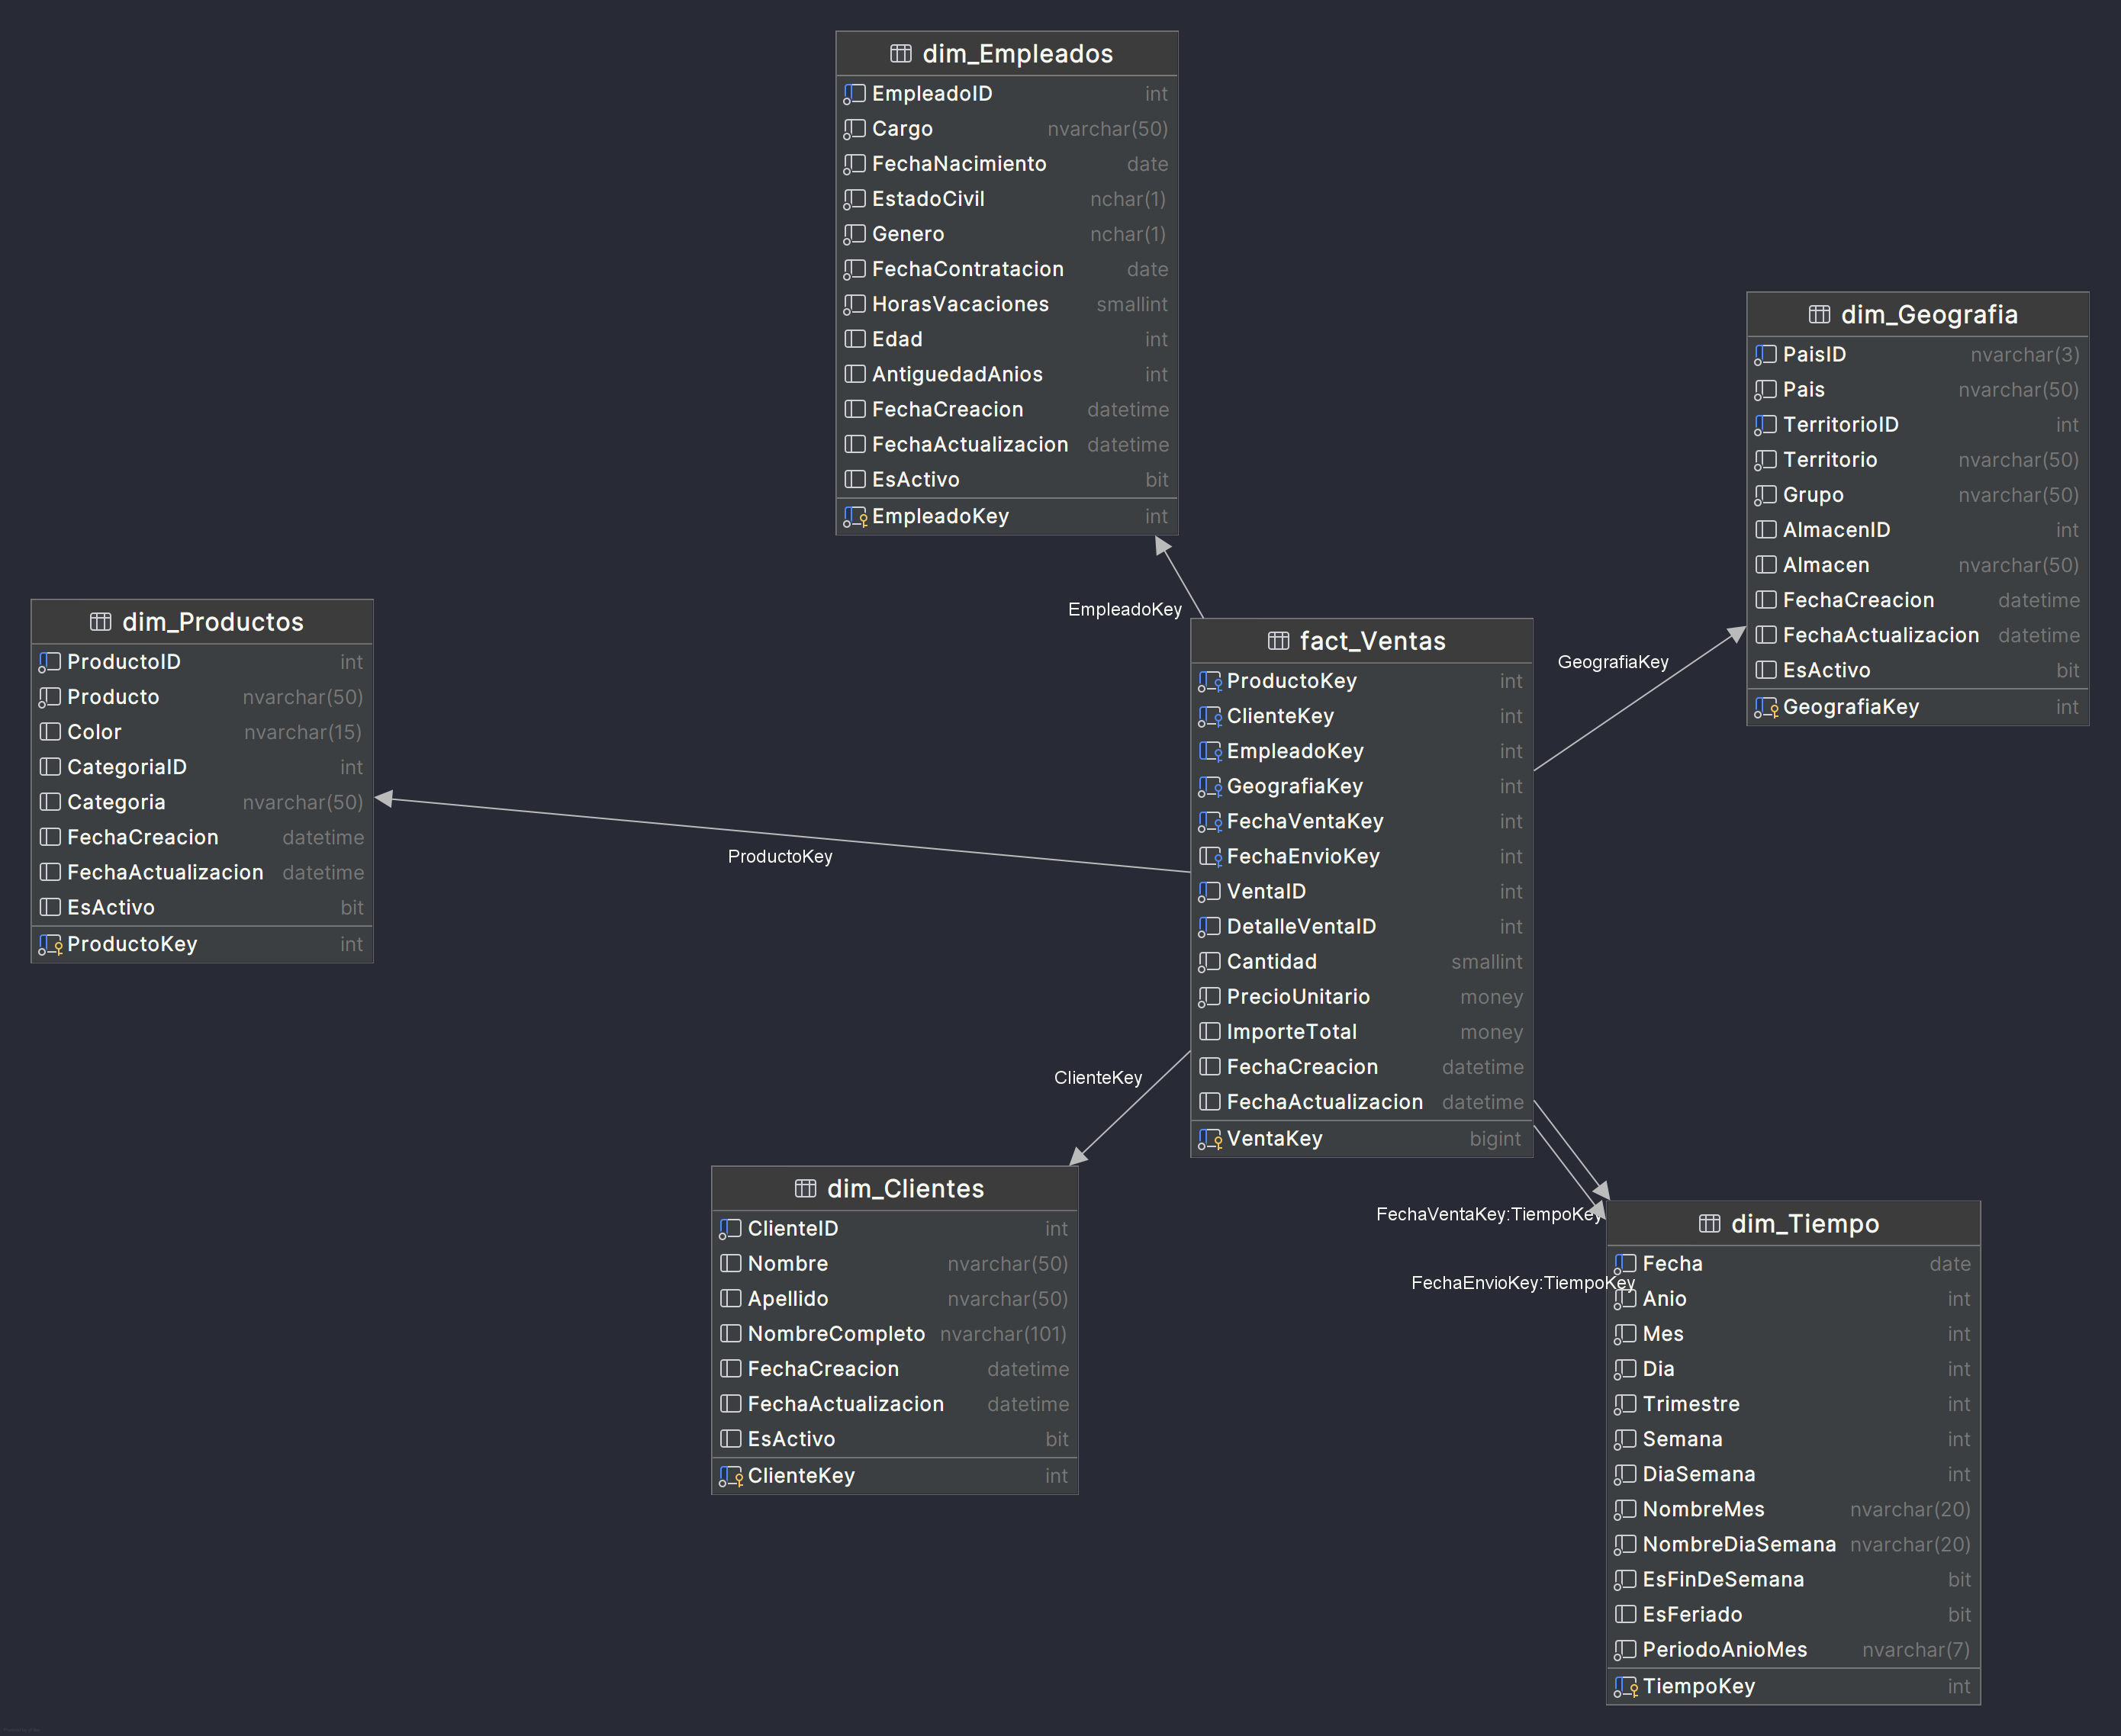 dim_Empleados
EmpleadoID int
Cargo nvarchar(50)
FechaNacimiento date
EstadoCivil nchar(1)
Genero nchar(1)
FechaContratacion date
HorasVacaciones smallint
Edad int
AntiguedadAnios int
FechaCreacion datetime
FechaActualizacion datetime
EsActivo bit
EmpleadoKey int
dim_Geografia
PaisID nvarchar(3)
Pais nvarchar(50)
TerritorioID int
Territorio nvarchar(50)
Grupo nvarchar(50)
AlmacenID int
Almacen nvarchar(50)
FechaCreacion datetime
FechaActualizacion datetime
EsActivo bit
GeografiaKey int
dim_Productos
ProductoID int
Producto nvarchar(50)
Color nvarchar(15)
CategoriaID int
Categoria nvarchar(50)
FechaCreacion datetime
FechaActualizacion datetime
EsActivo bit
ProductoKey int
EmpleadoKey
GeografiaKey
ProductoKey
ClienteKey
fact_Ventas
ProductoKey int
ClienteKey int
EmpleadoKey int
GeografiaKey int
FechaVentaKey int
FechaEnvioKey int
VentaID int
DetalleVentaID int
Cantidad smallint
PrecioUnitario money
ImporteTotal money
FechaCreacion datetime
FechaActualizacion datetime
VentaKey bigint
dim_Clientes
ClienteID int
Nombre nvarchar(50)
Apellido nvarchar(50)
NombreCompleto nvarchar(101)
FechaCreacion datetime
FechaActualizacion datetime
EsActivo bit
ClienteKey int
FechaVentaKey:TiempoKey
FechaEnvioKey:TiempoKey
dim_Tiempo
Fecha date
Anio int
Mes int
Dia int
Trimestre int
Semana int
DiaSemana int
NombreMes nvarchar(20)
NombreDiaSemana nvarchar(20)
EsFinDeSemana bit
EsFeriado bit
PeriodoAnioMes nvarchar(7)
TiempoKey int